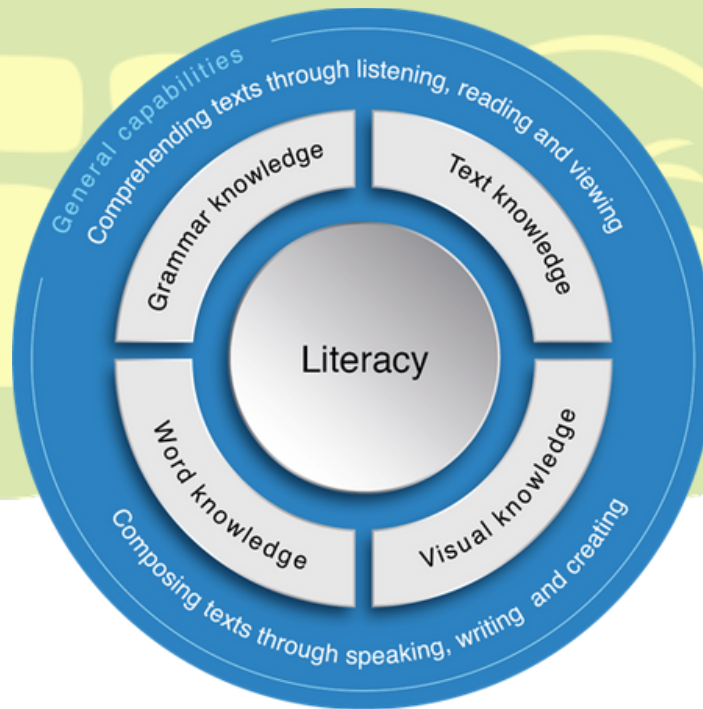 General capabilities
Comprehending texts through listening, reading and viewing
Grammar knowledge
Text knowledge
Literacy
Word knowledge
Visual knowledge
Composing texts through speaking, writing and creating